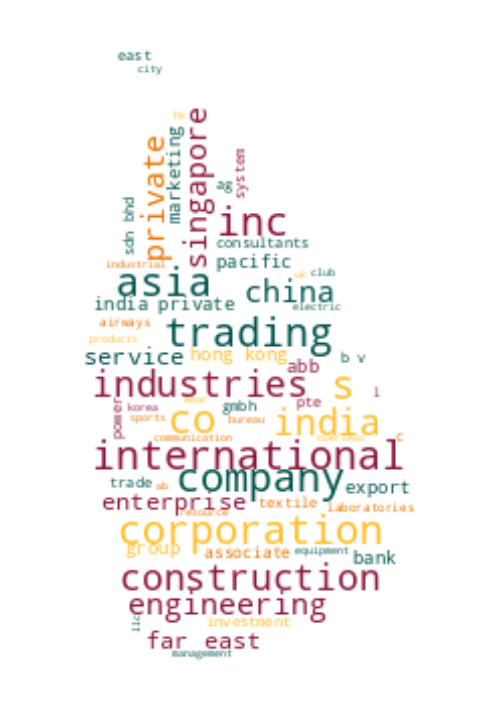 east
city
hk
singapore
private
marketing
system
ag
sdn bhd
inc
consultants
pacific
industrial
asia
uk
club
china
india private
electric
airways
trading
products
service
hong kong
b v
abb
industries
s
l
power
korea
wear
gmbh
pte
sports
co
bureau
india
communication
overseas
c
international
company
trade
ab
export
enterprise
textile
laboratories
resource
corporation
group
associate
equipment
bank
construction
engineering
llc
investment
far east
management